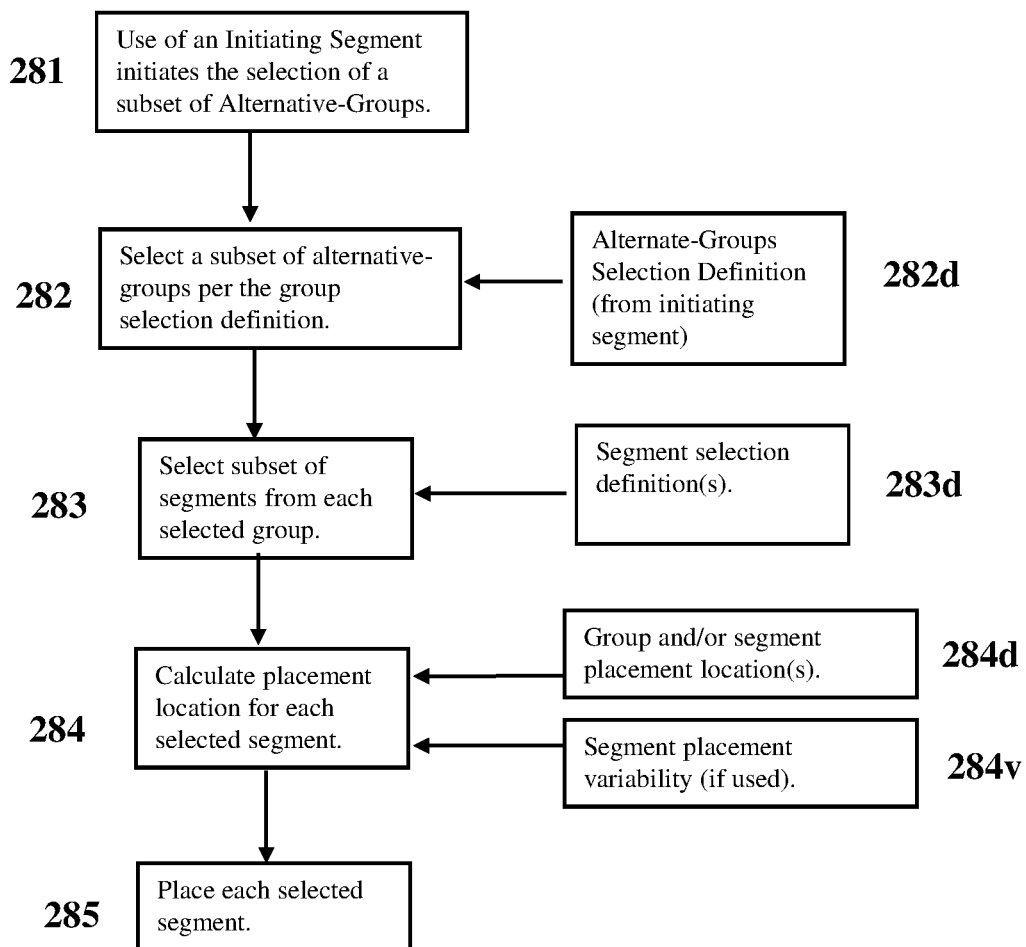 281
Use of an Initiating Segment
initiates the selection of a
subset of Alternative-Groups.
282
Select a subset of alternative-
groups per the group
selection definition.
Alternate-Groups
Selection Definition
(from initiating
segment)
282d
283
Select subset of
segments from each
selected group.
Segment selection
definition(s).
283d
284
Calculate placement
location for each
selected segment.
Group and/or segment
placement location(s).
284d
Segment placement
variability (if used).
284v
285
Place each selected
segment.